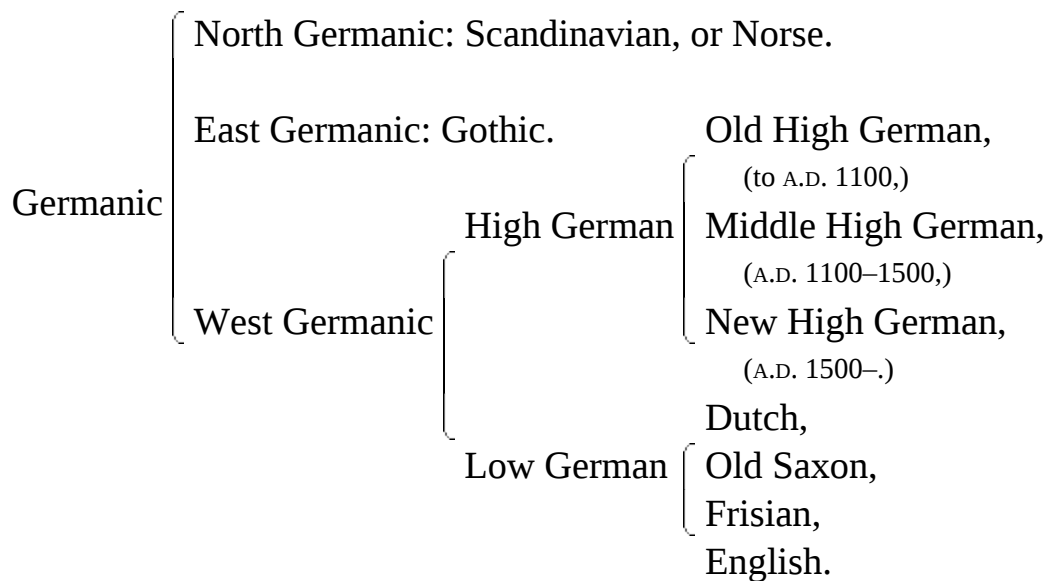 North Germanic: Scandinavian, or Norse.
East Germanic: Gothic.
Old High German,
(to A.D. 1100,)
Germanic
High German
Middle High German,
(A.D. 1100–1500,)
West Germanic
New High German,
(A.D. 1500–.)
Dutch,
Low German
Old Saxon,
Frisian,
English.